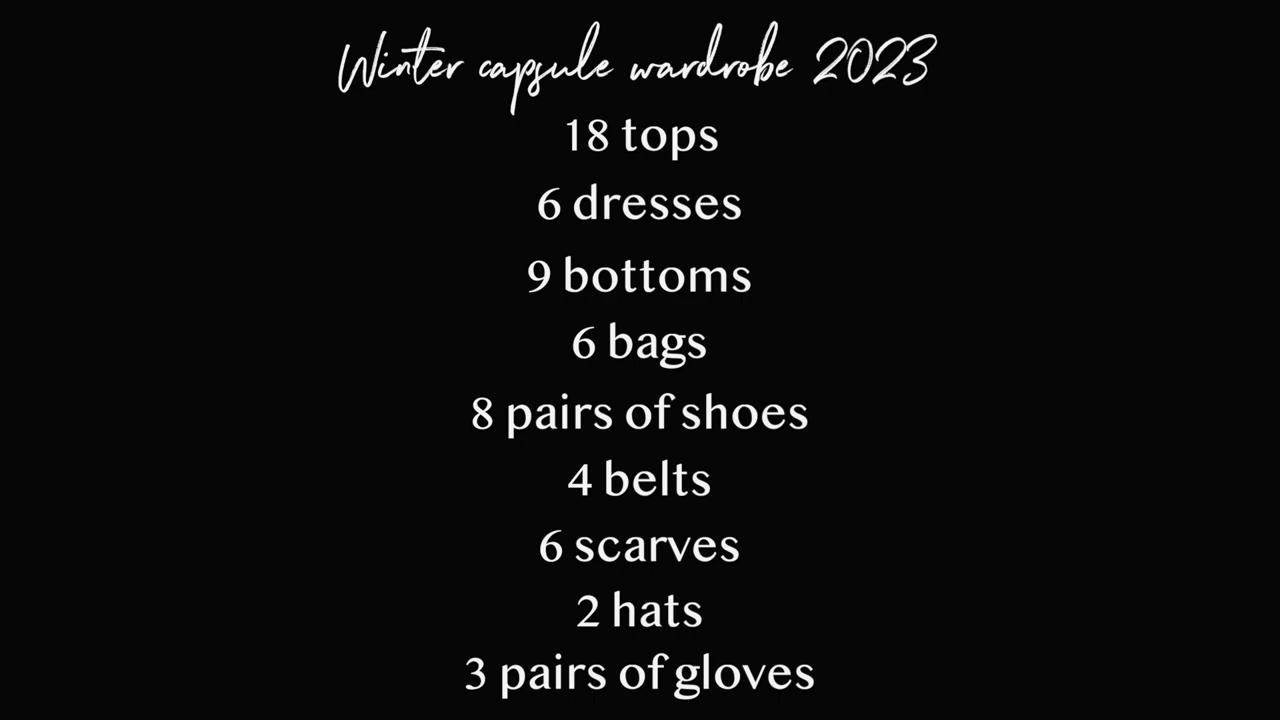 Winter capsule wardrobe 2023
18 tops
6 dresses
9 bottoms
6 bags
8 pairs of shoes
4 belts
6 scarves
2 hats
3 pairs of gloves